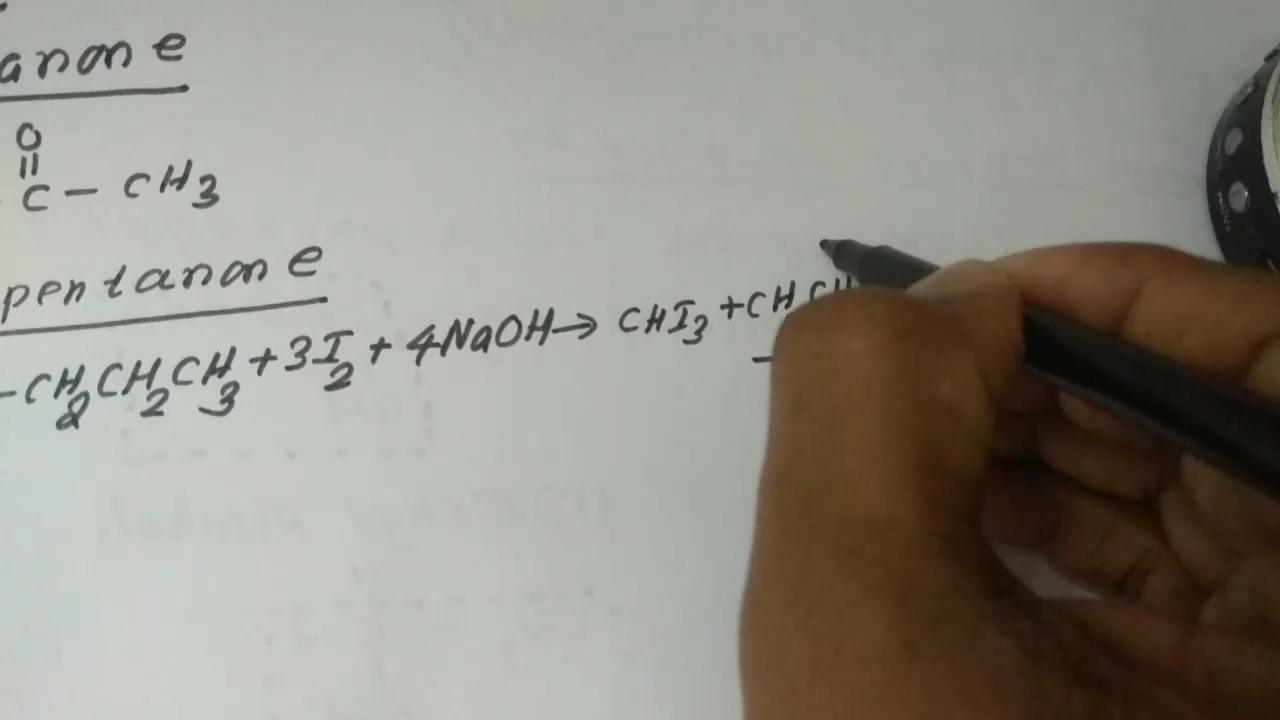 anone
O
||
C - CH3
pentanone
-CH2CH2CH3 + 3I2 + 4NaOH → CHI3 + CH